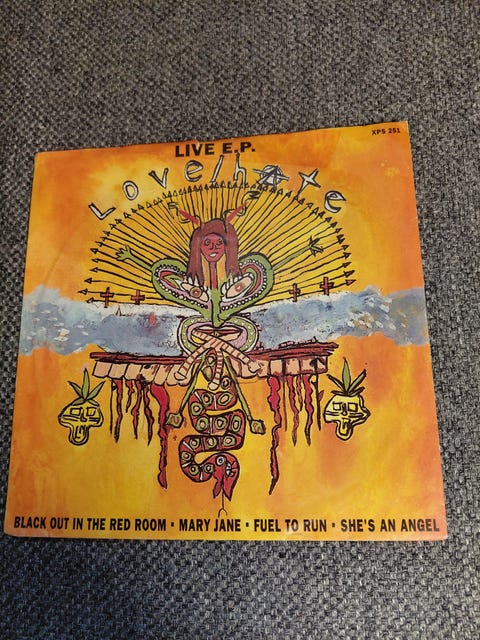 XPS 251
LIVE E.P.
Love/hAte
BLACK OUT IN THE RED ROOM ▪ MARY JANE ▪ FUEL TO RUN ▪ SHE'S AN ANGEL